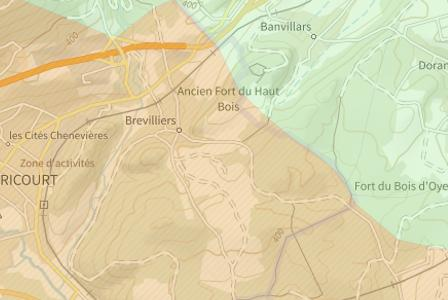 400
Banvillars
400
Doran
Ancien Fort du Haut
Bois
Brevilliers
les Cités Chenevières
Zone d'activités
RICOURT
Fort du Bois d'Oye
400